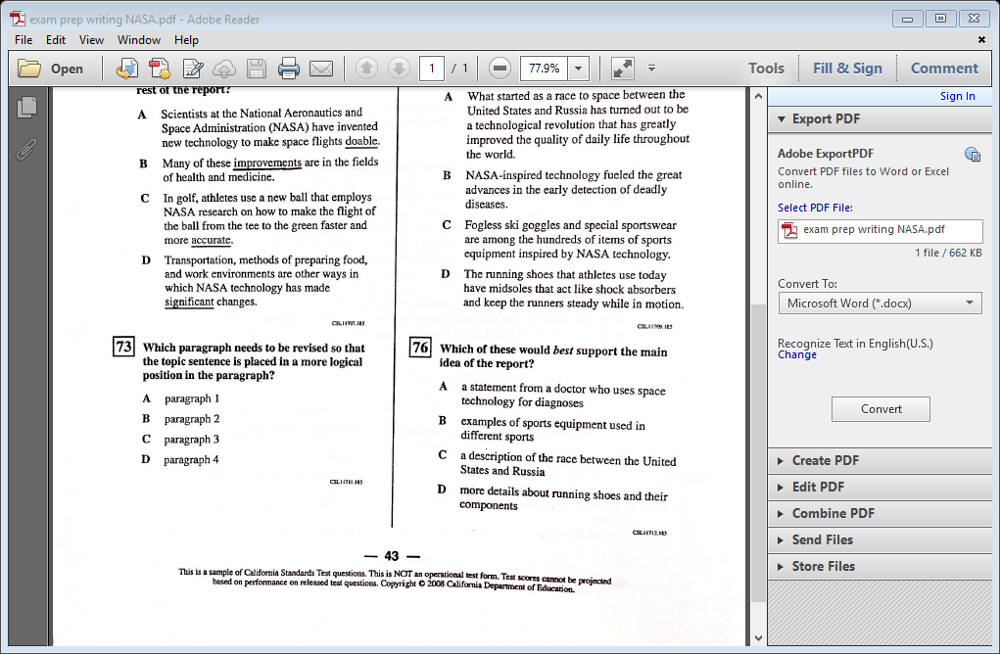 exam prep writing NASA.pdf - Adobe Reader
File Edit View Window Help
Open
1 / 1
77.9%
Tools Fill & Sign Comment
rest of the report?
A Scientists at the National Aeronautics and
Space Administration (NASA) have invented
new technology to make space flights doable.
B Many of these improvements are in the fields
of health and medicine.
C In golf, athletes use a new ball that employs
NASA research on how to make the flight of
the ball from the tee to the green faster and
more accurate.
D Transportation, methods of preparing food,
and work environments are other ways in
which NASA technology has made
significant changes.
CSL11707.185
73 Which paragraph needs to be revised so that
the topic sentence is placed in a more logical
position in the paragraph?
A paragraph 1
B paragraph 2
C paragraph 3
D paragraph 4
CSL11711.185
A What started as a race to space between the
United States and Russia has turned out to be
a technological revolution that has greatly
improved the quality of daily life throughout
the world.
B NASA-inspired technology fueled the great
advances in the early detection of deadly
diseases.
C Fogless ski goggles and special sportswear
are among the hundreds of items of sports
equipment inspired by NASA technology.
D The running shoes that athletes use today
have midsoles that act like shock absorbers
and keep the runners steady while in motion.
CSL11709.185
76 Which of these would best support the main
idea of the report?
A a statement from a doctor who uses space
technology for diagnoses
B examples of sports equipment used in
different sports
C a description of the race between the United
States and Russia
D more details about running shoes and their
components
CSL11712.185
— 43 —
This is a sample of California Standards Test questions. This is NOT an operational test form. Test scores cannot be projected
based on performance on released test questions. Copyright © 2008 California Department of Education.
Sign In
Export PDF
Adobe ExportPDF
Convert PDF files to Word or Excel
online.
Select PDF File:
exam prep writing NASA.pdf
1 file / 662 KB
Convert To:
Microsoft Word (*.docx)
Recognize Text in English(U.S.)
Change
Convert
Create PDF
Edit PDF
Combine PDF
Send Files
Store Files